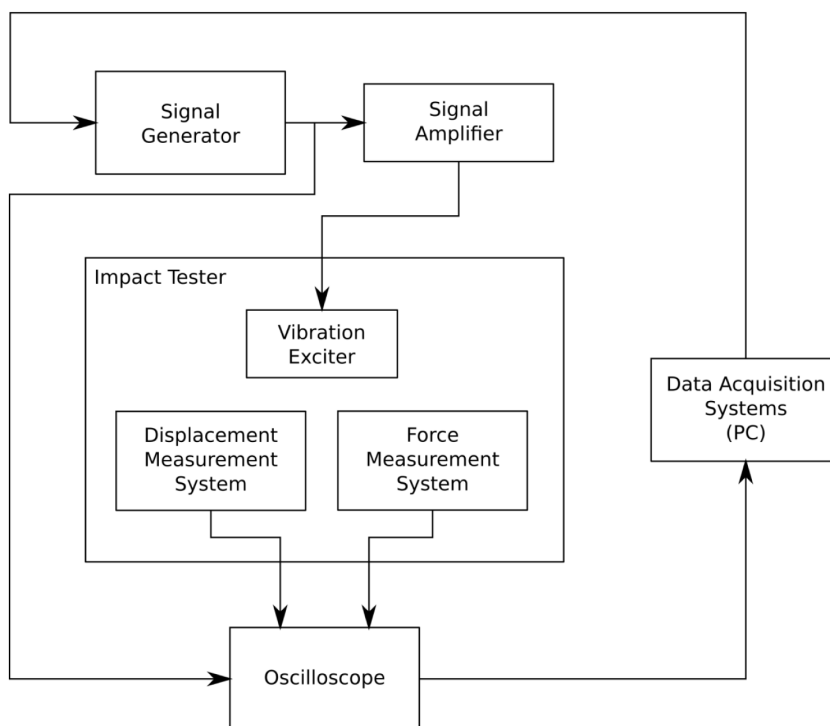 Signal
Generator
Signal
Amplifier
Impact Tester
Vibration
Exciter
Displacement
Measurement
System
Force
Measurement
System
Data Acquisition
Systems
(PC)
Oscilloscope